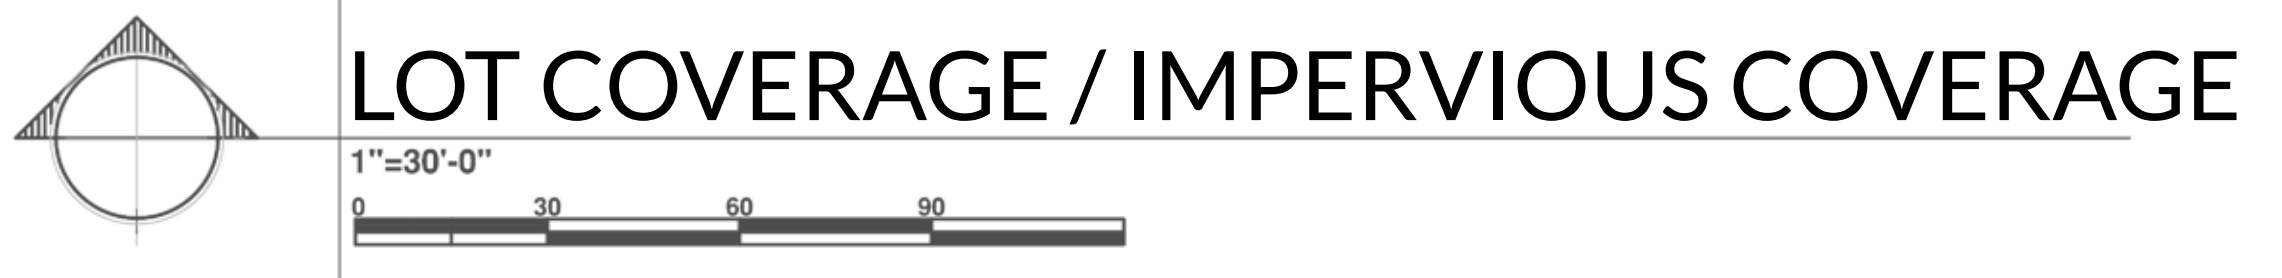 LOT COVERAGE / IMPERVIOUS COVERAGE
1"=30'-0"
0 30 60 90